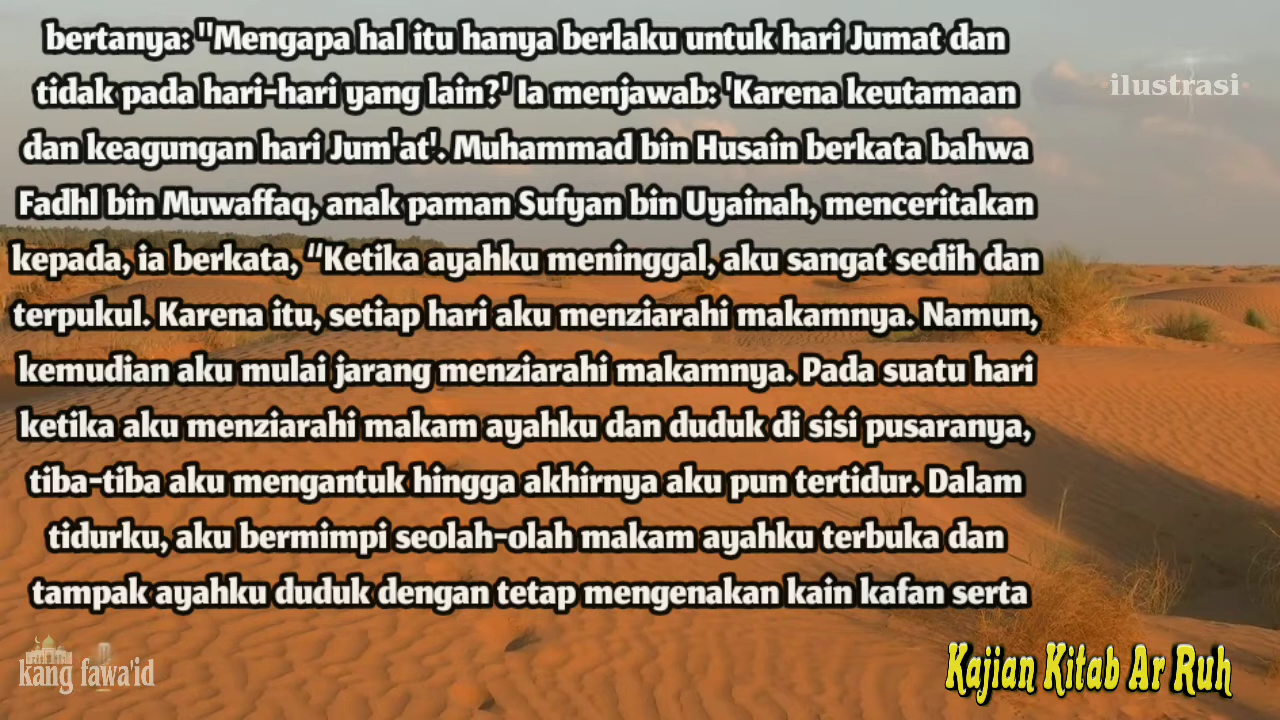 bertanya: "Mengapa hal itu hanya berlaku untuk hari Jumat dan
tidak pada hari-hari yang lain?' Ia menjawab: 'Karena keutamaan
dan keagungan hari Jum'at'. Muhammad bin Husain berkata bahwa
Fadhl bin Muwaffaq, anak paman Sufyan bin Uyainah, menceritakan
kepada, ia berkata, “Ketika ayahku meninggal, aku sangat sedih dan
terpukul. Karena itu, setiap hari aku menziarahi makamnya. Namun,
kemudian aku mulai jarang menziarahi makamnya. Pada suatu hari
ketika aku menziarahi makam ayahku dan duduk di sisi pusaranya,
tiba-tiba aku mengantuk hingga akhirnya aku pun tertidur. Dalam
tidurku, aku bermimpi seolah-olah makam ayahku terbuka dan
tampak ayahku duduk dengan tetap mengenakan kain kafan serta
ilustrasi
kang fawa'id
Kajian Kitab Ar Ruh